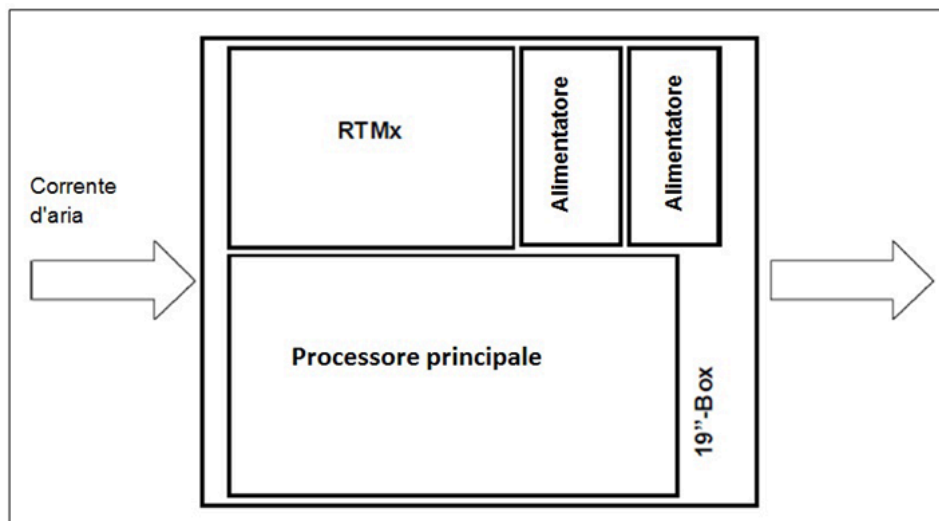 RTMx
Alimentatore
Alimentatore
Corrente
d'aria
Processore principale
19”-Box